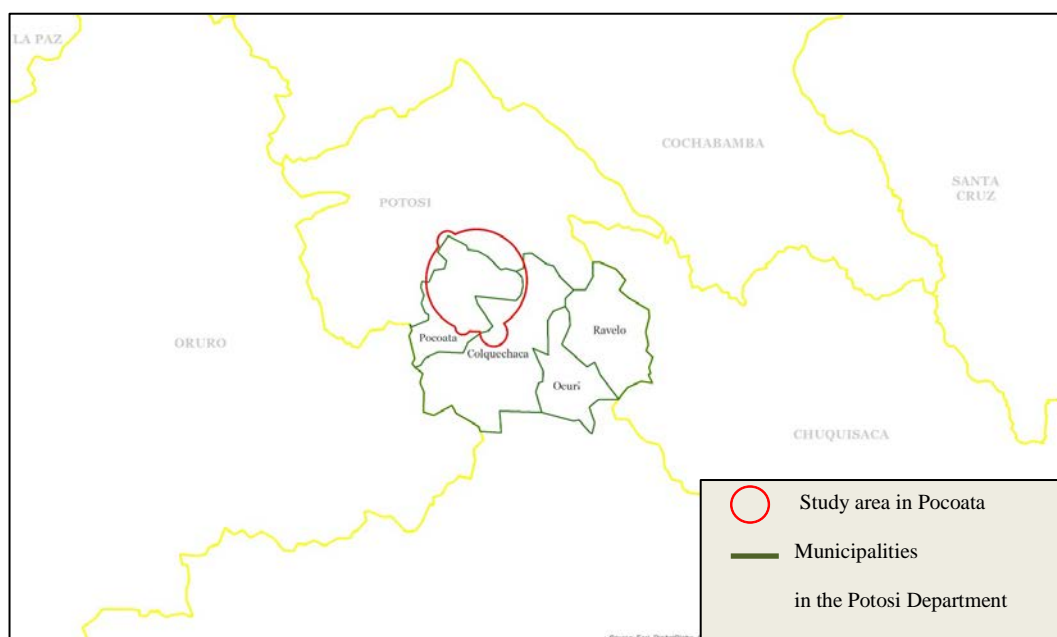 LA PAZ
COCHABAMBA
SANTA
CRUZ
POTOSI
Ravelo
ORURO
Pocoata
Colquechaca
Ocurí
CHUQUISACA
Study area in Pocoata
Municipalities
in the Potosi Department